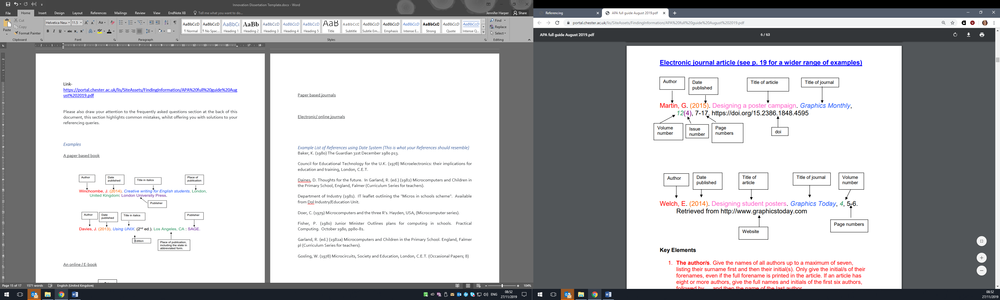 Innovation Dissertation Template.docx - Word
File
Home
Insert
Design
Layout
References
Mailings
Review
View
EndNote X8
Tell me what you want to do...
Jennifer Harper
Share
Paste
Cut
Copy
Format Painter
Clipboard
Helvetica Neu
11.5
Font
Paragraph
AaBbCcD
¶ Normal
AaBbCcD
¶ No Spac...
AaBbC
Heading 1
AaBb
Heading 2
AaBbCcD
Heading 3
AaBbCcD
Heading 4
AaBbCcD
Heading 5
AaB
Title
AaBbCcD
Subtitle
AaBbCcD
Subtle Em...
AaBbCcD
Emphasis
AaBbCcD
Intense E...
AaBbCcD
Strong
AaBbCcD
Quote
AaBbCcD
Intense Q...
Styles
Find
Replace
Select
Editing
Link-
https://portal.chester.ac.uk/lis/SiteAssets/FindingInformation/APA%20full%20guide%20Aug
ust%202019.pdf
Please also draw your attention to the frequently asked questions section at the back of this
document, this section highlights common mistakes, whilst offering you with solutions to your
referencing queries.
Examples
A paper based book
Author
Date published
Title in italics
Place of publication
Winchcombe, J. (2014). Creative writing for English students. London,
United Kingdom: London University Press.
Publisher
Author
Date published
Title in italics
Publisher
Davies, J. (2013). Using UNIX. (2nd ed.). Los Angeles, CA : SAGE.
Edition
Place of publication,
including the state in
abbreviated form.
An online / E-book
Paper based journals
Electronic/ online journals
Example List of References using Date System (This is what your References should resemble)
Baker, K. (1980) The Guardian 31st December 1980 p13.
Council for Educational Technology for the U.K. (1978) Microelectronics: their implications for
education and training, London, C.E.T.
Daines, D. Thoughts for the future. In Garland, R. (ed.) (1982) Microcomputers and Children in
the Primary School, England, Falmer (Curriculum Series for teachers).
Department of Industry (1981). IT leaflet outlining the "Micros in schools scheme". Available
from DoI Industry/Education Unit.
Doer, C. (1979) Microcomputers and the three R's. Hayden, USA, (Microcomputer series).
Fisher, P. (1980) Junior Minister Outlines plans for computing in schools. Practical
Computing. October 1980, pp80-81.
Garland, R. (ed.) (1982a) Microcomputers and Children in the Primary School. England, Falmer
pl (Curriculum Series for teachers).
Gosling, W. (1978) Microcircuits, Society and Education, London, C.E.T. (Occasional Papers; 8)
Page 15 of 17
1571 words
English (United Kingdom)
104%
ENG
08:52
27/11/2019
Referencing
APA full guide August 2019.pdf
portal.chester.ac.uk/lis/SiteAssets/FindingInformation/APA%20full%20guide%20August%202019.pdf
APA full guide August 2019.pdf
6 / 63
Electronic journal article (see p. 19 for a wider range of examples)
Author
Date
published
Title of article
Title of journal
Martin, G. (2015). Designing a poster campaign. Graphics Monthly,
12(4), 7-17. https://doi.org/15.2386.1848.4595
Volume
number
Issue
number
Page
numbers
doi
Author
Date
published
Title of
article
Title of journal
Volume
number
Welch, E. (2014). Designing student posters. Graphics Today, 4, 5-6.
Retrieved from http://www.graphicstoday.com
Website
Page numbers
Key Elements
1. The author/s. Give the names of all authors up to a maximum of seven,
listing their surname first and then their initial(s). Only give the initial/s of their
forenames, even if the full forename is printed in the article. If an article has
eight or more authors, give the full names and initials of the first six authors,
followed by ... and then the name of the last author
08:52
27/11/2019